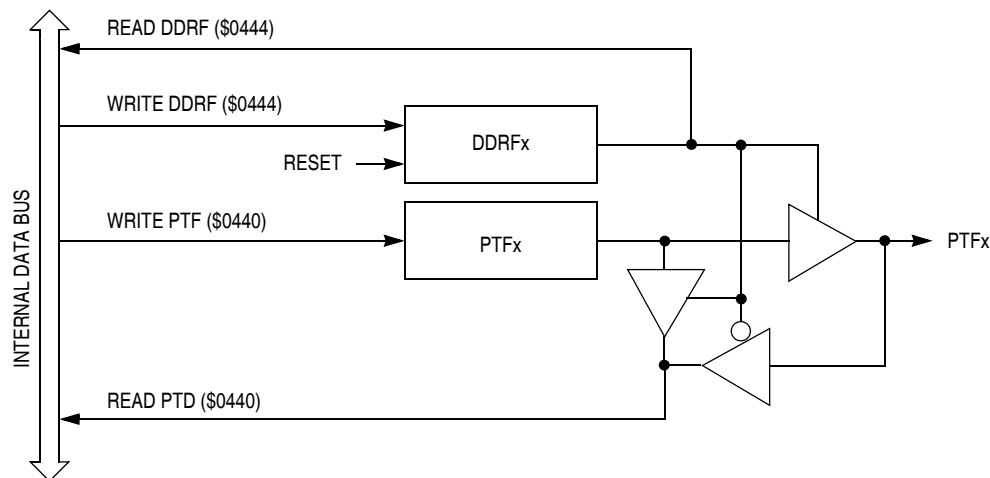 READ DDRF ($0444)
WRITE DDRF ($0444)
DDRFx
RESET
INTERNAL DATA BUS
WRITE PTF ($0440)
PTFx
PTFx
READ PTD ($0440)